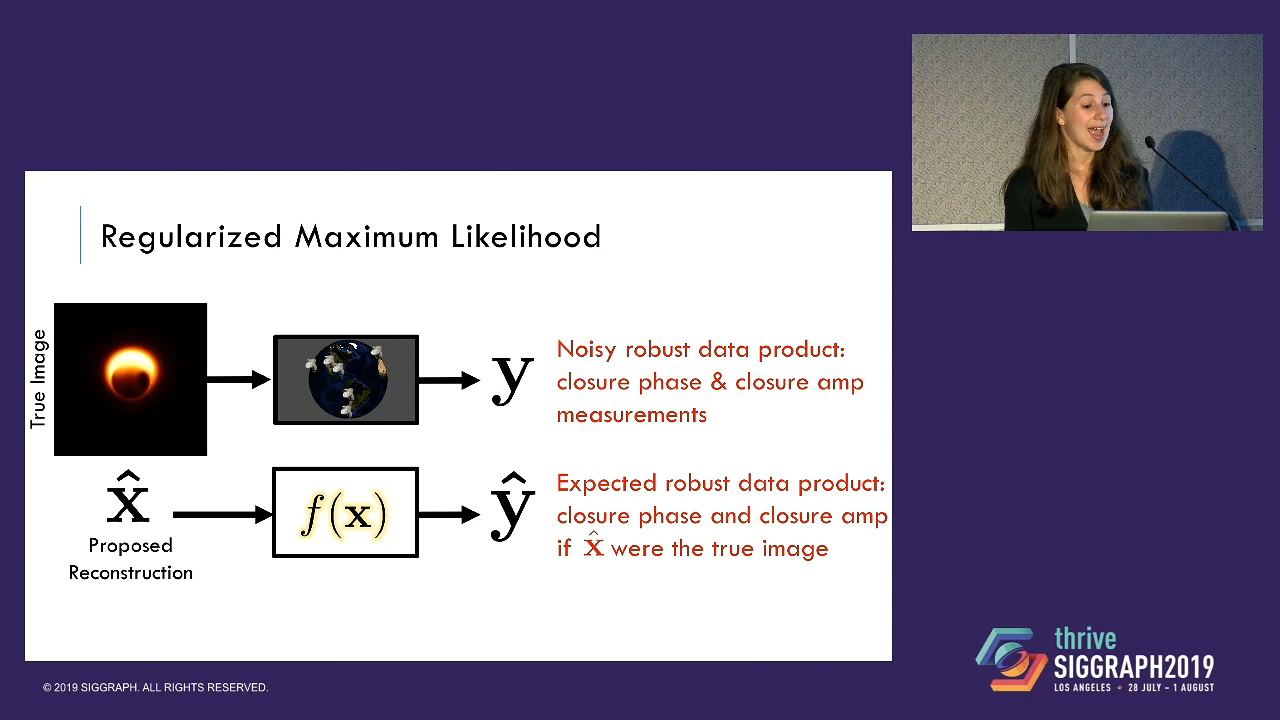 Regularized Maximum Likelihood
True Image
y
Noisy robust data product:
closure phase & closure amp
measurements
x̂
Proposed
Reconstruction
f(x)
ŷ
Expected robust data product:
closure phase and closure amp
if x̂ were the true image
thrive
SIGGRAPH2019
LOS ANGELES • 28 JULY – 1 AUGUST
© 2019 SIGGRAPH. ALL RIGHTS RESERVED.